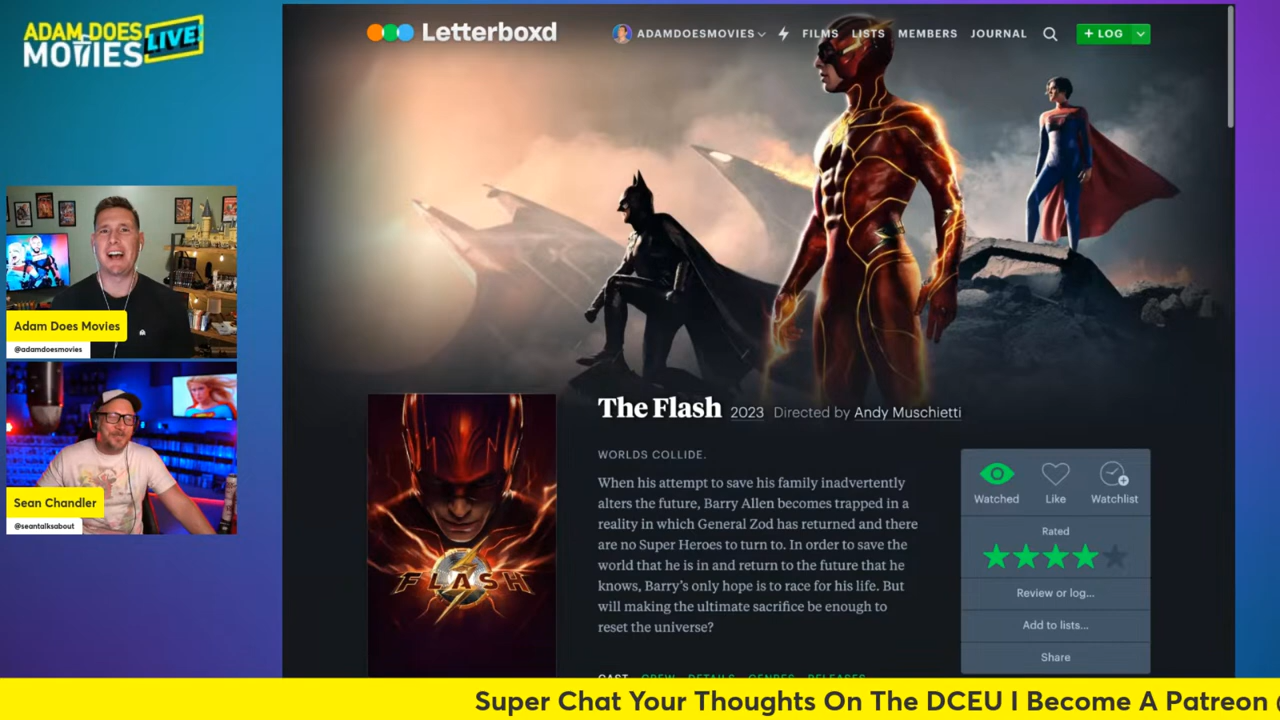 ADAM DOES
MOVIES LIVE!
Letterboxd
ADAMDOESMOVIES FILMS LISTS MEMBERS JOURNAL + LOG
Adam Does Movies
@adamdoesmovies
Sean Chandler
@seantalksabout
FLASH
The Flash 2023 Directed by Andy Muschietti
WORLDS COLLIDE.
When his attempt to save his family inadvertently
alters the future, Barry Allen becomes trapped in a
reality in which General Zod has returned and there
are no Super Heroes to turn to. In order to save the
world that he is in and return to the future that he
knows, Barry’s only hope is to race for his life. But
will making the ultimate sacrifice be enough to
reset the universe?
CAST CREW DETAILS GENRES RELEASES
Watched Like Watchlist
Rated
Review or log...
Add to lists...
Share
Super Chat Your Thoughts On The DCEU I Become A Patreon